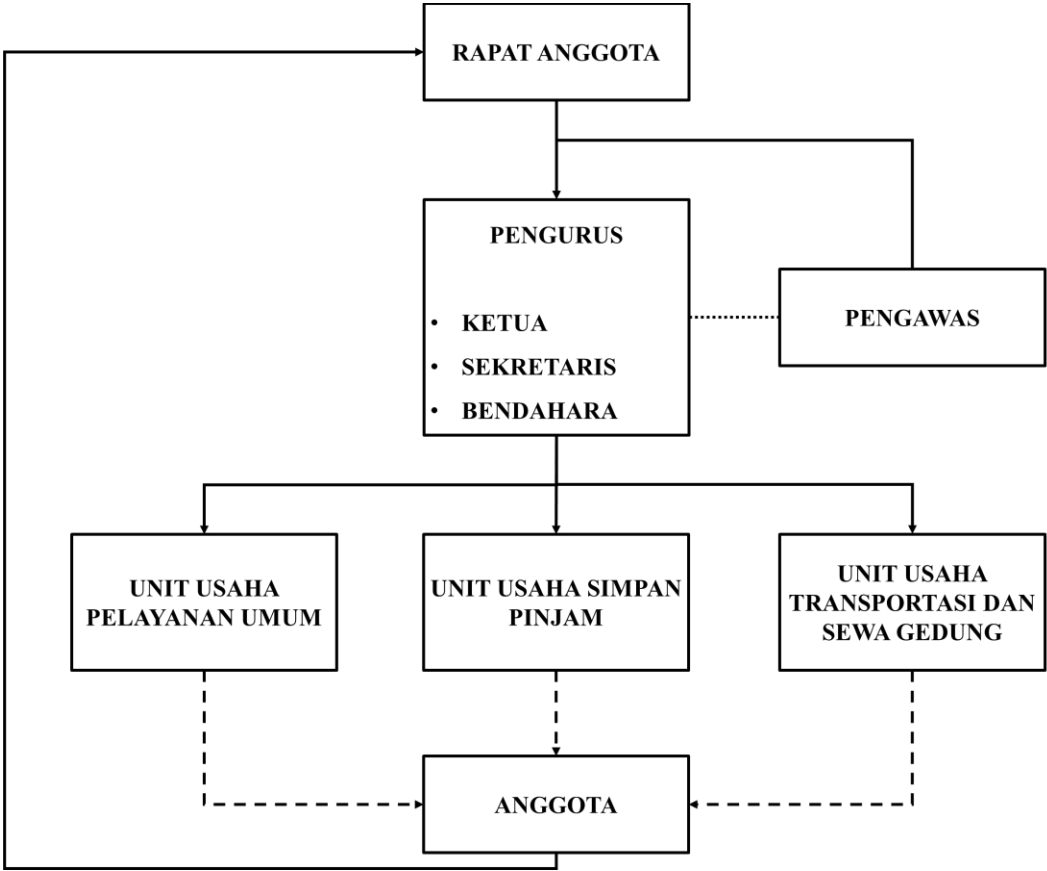 RAPAT ANGGOTA
PENGURUS
• KETUA
• SEKRETARIS
• BENDAHARA
PENGAWAS
UNIT USAHA
PELAYANAN UMUM
UNIT USAHA SIMPAN
PINJAM
UNIT USAHA
TRANSPORTASI DAN
SEWA GEDUNG
ANGGOTA